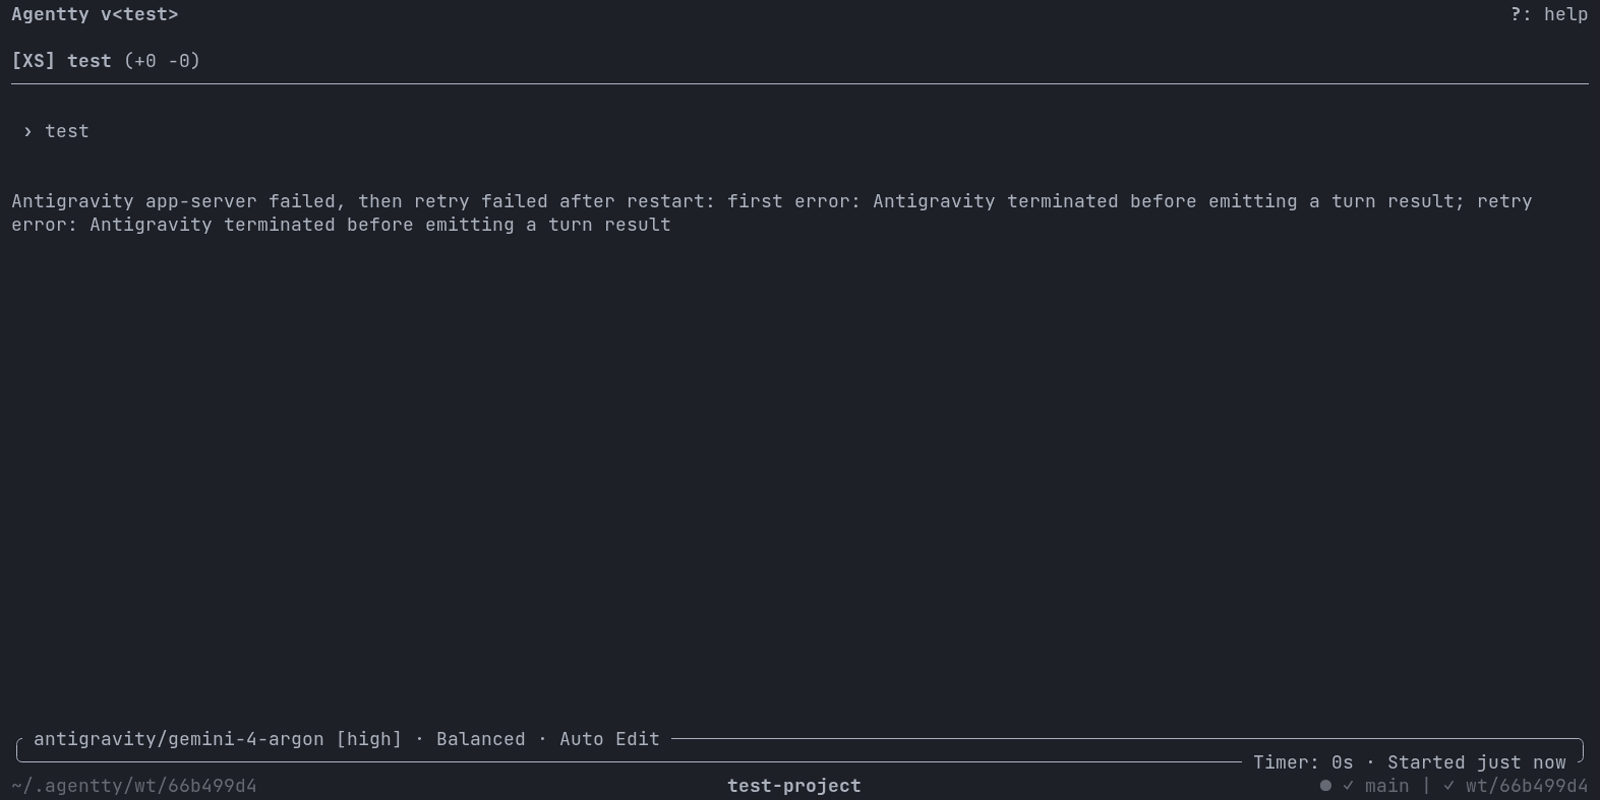 Agentty v<test> ?: help
[XS] test (+0 -0)
› test
Antigravity app-server failed, then retry failed after restart: first error: Antigravity terminated before emitting a turn result; retry
error: Antigravity terminated before emitting a turn result
antigravity/gemini-4-argon [high] · Balanced · Auto Edit
Timer: 0s · Started just now
~/.agentty/wt/66b499d4 test-project ● ✓ main | ✓ wt/66b499d4